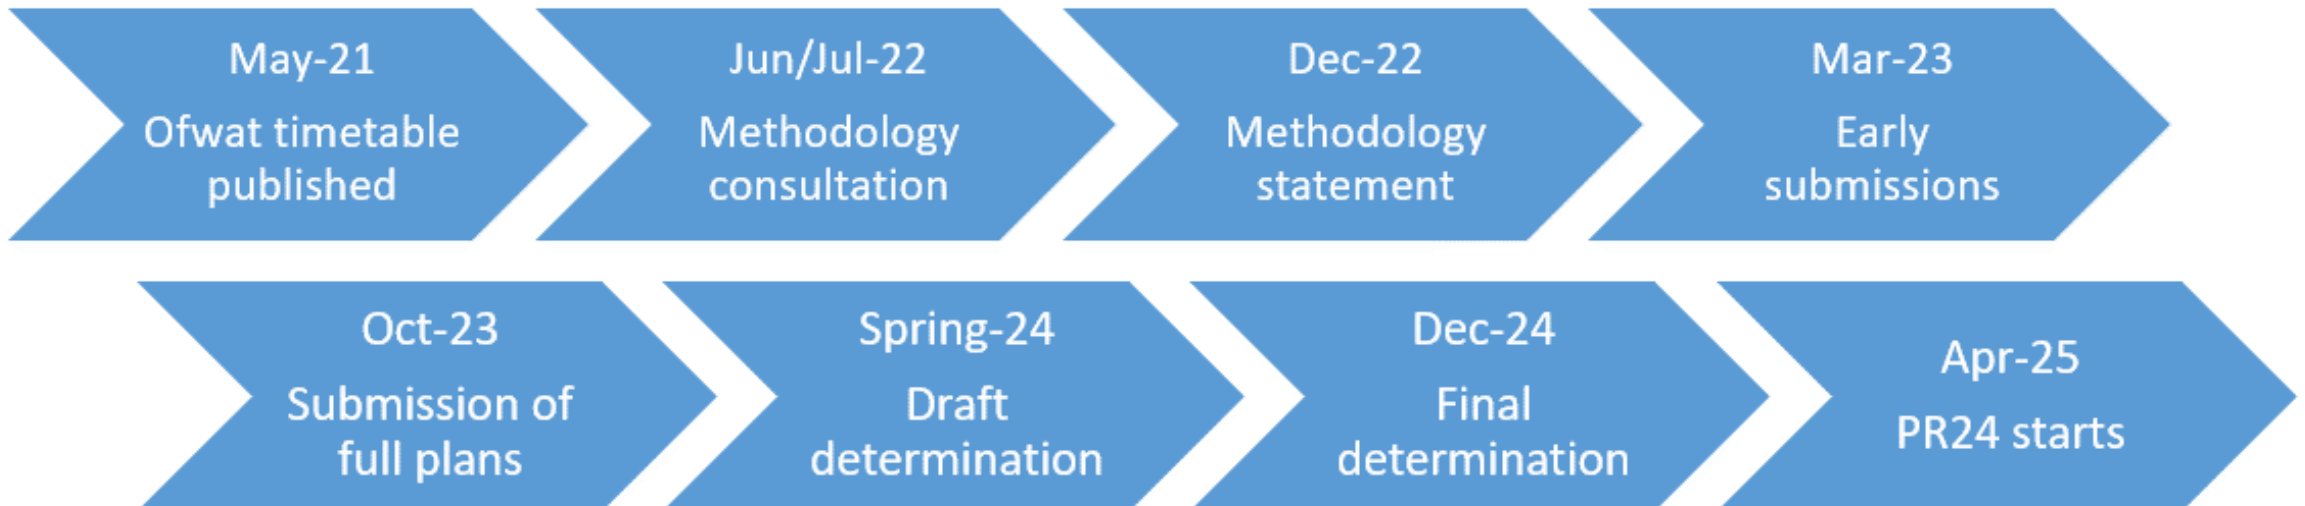 May-21
Ofwat timetable
published
Jun/Jul-22
Methodology
consultation
Dec-22
Methodology
statement
Mar-23
Early
submissions
Oct-23
Submission of
full plans
Spring-24
Draft
determination
Dec-24
Final
determination
Apr-25
PR24 starts